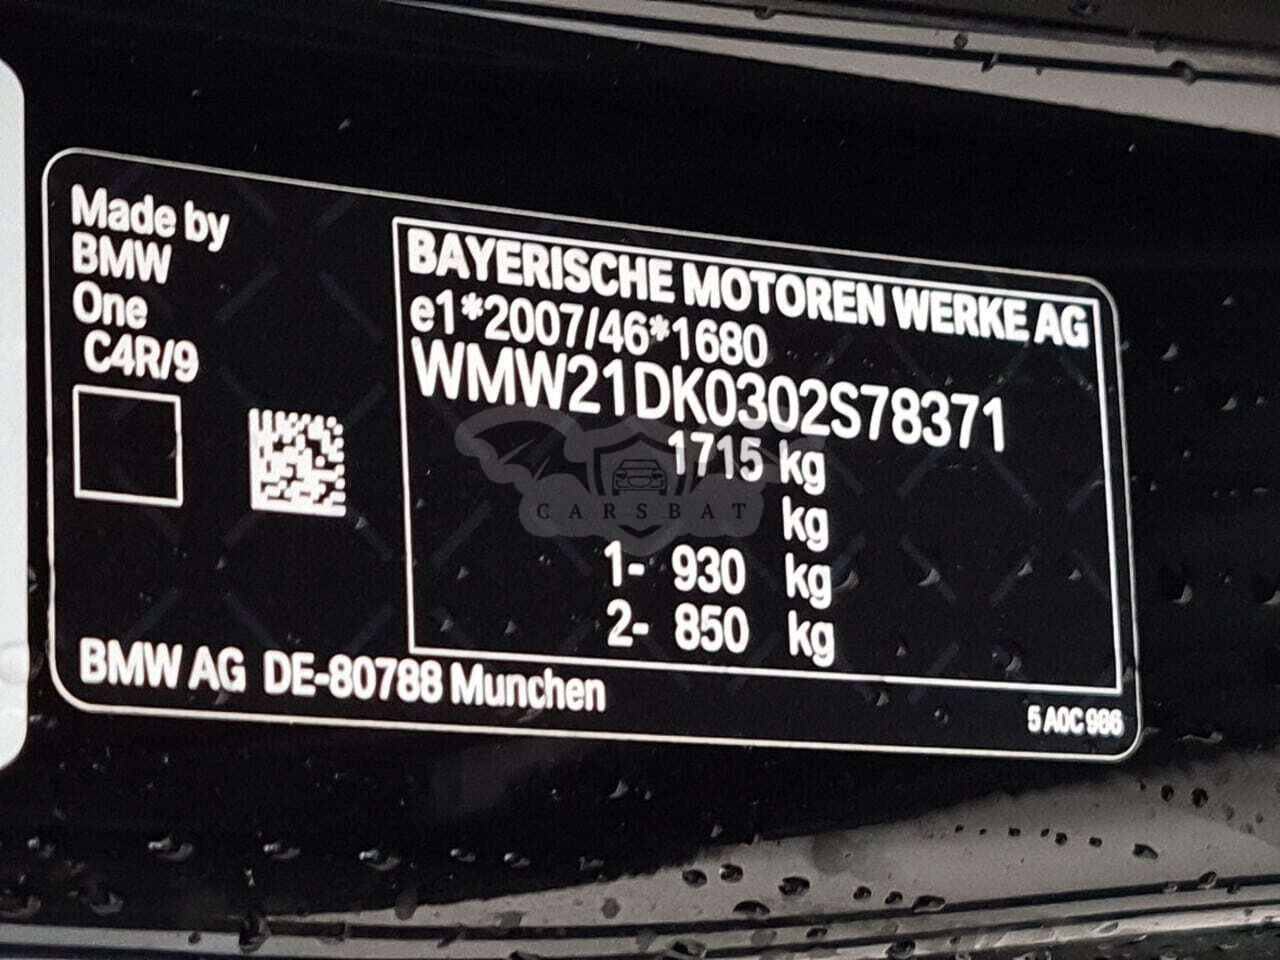 Made by
BMW
One
C4R/9
BAYERISCHE MOTOREN WERKE AG
e1*2007/46*1680
WMW21DK0302S78371
1715 kg
kg
1- 930 kg
2- 850 kg
CARSBAT
BMW AG DE-80788 Munchen
5 A0C 986